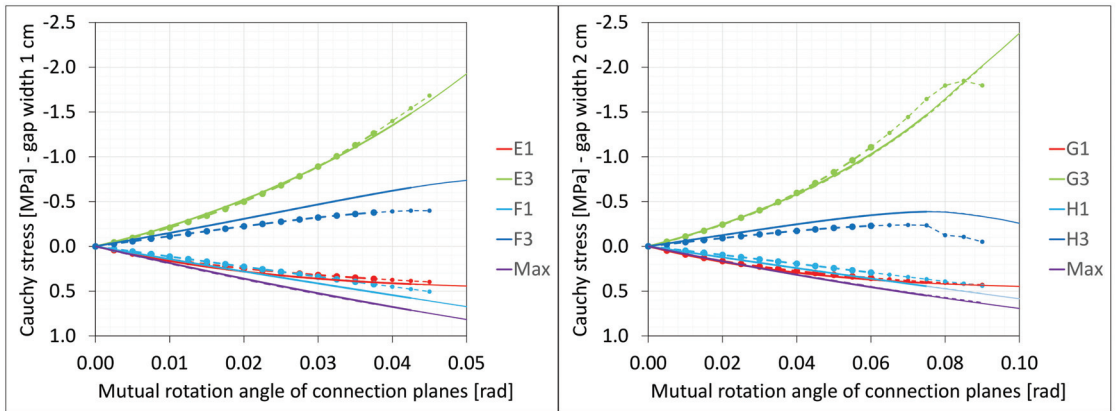 Cauchy stress [MPa] - gap width 1 cm
-2.5
-2.0
-1.5
-1.0
-0.5
0.0
0.5
1.0
0.00 0.01 0.02 0.03 0.04 0.05
Mutual rotation angle of connection planes [rad]
E1
E3
F1
F3
Max
Cauchy stress [MPa] - gap width 2 cm
-2.5
-2.0
-1.5
-1.0
-0.5
0.0
0.5
1.0
0.00 0.02 0.04 0.06 0.08 0.10
Mutual rotation angle of connection planes [rad]
G1
G3
H1
H3
Max